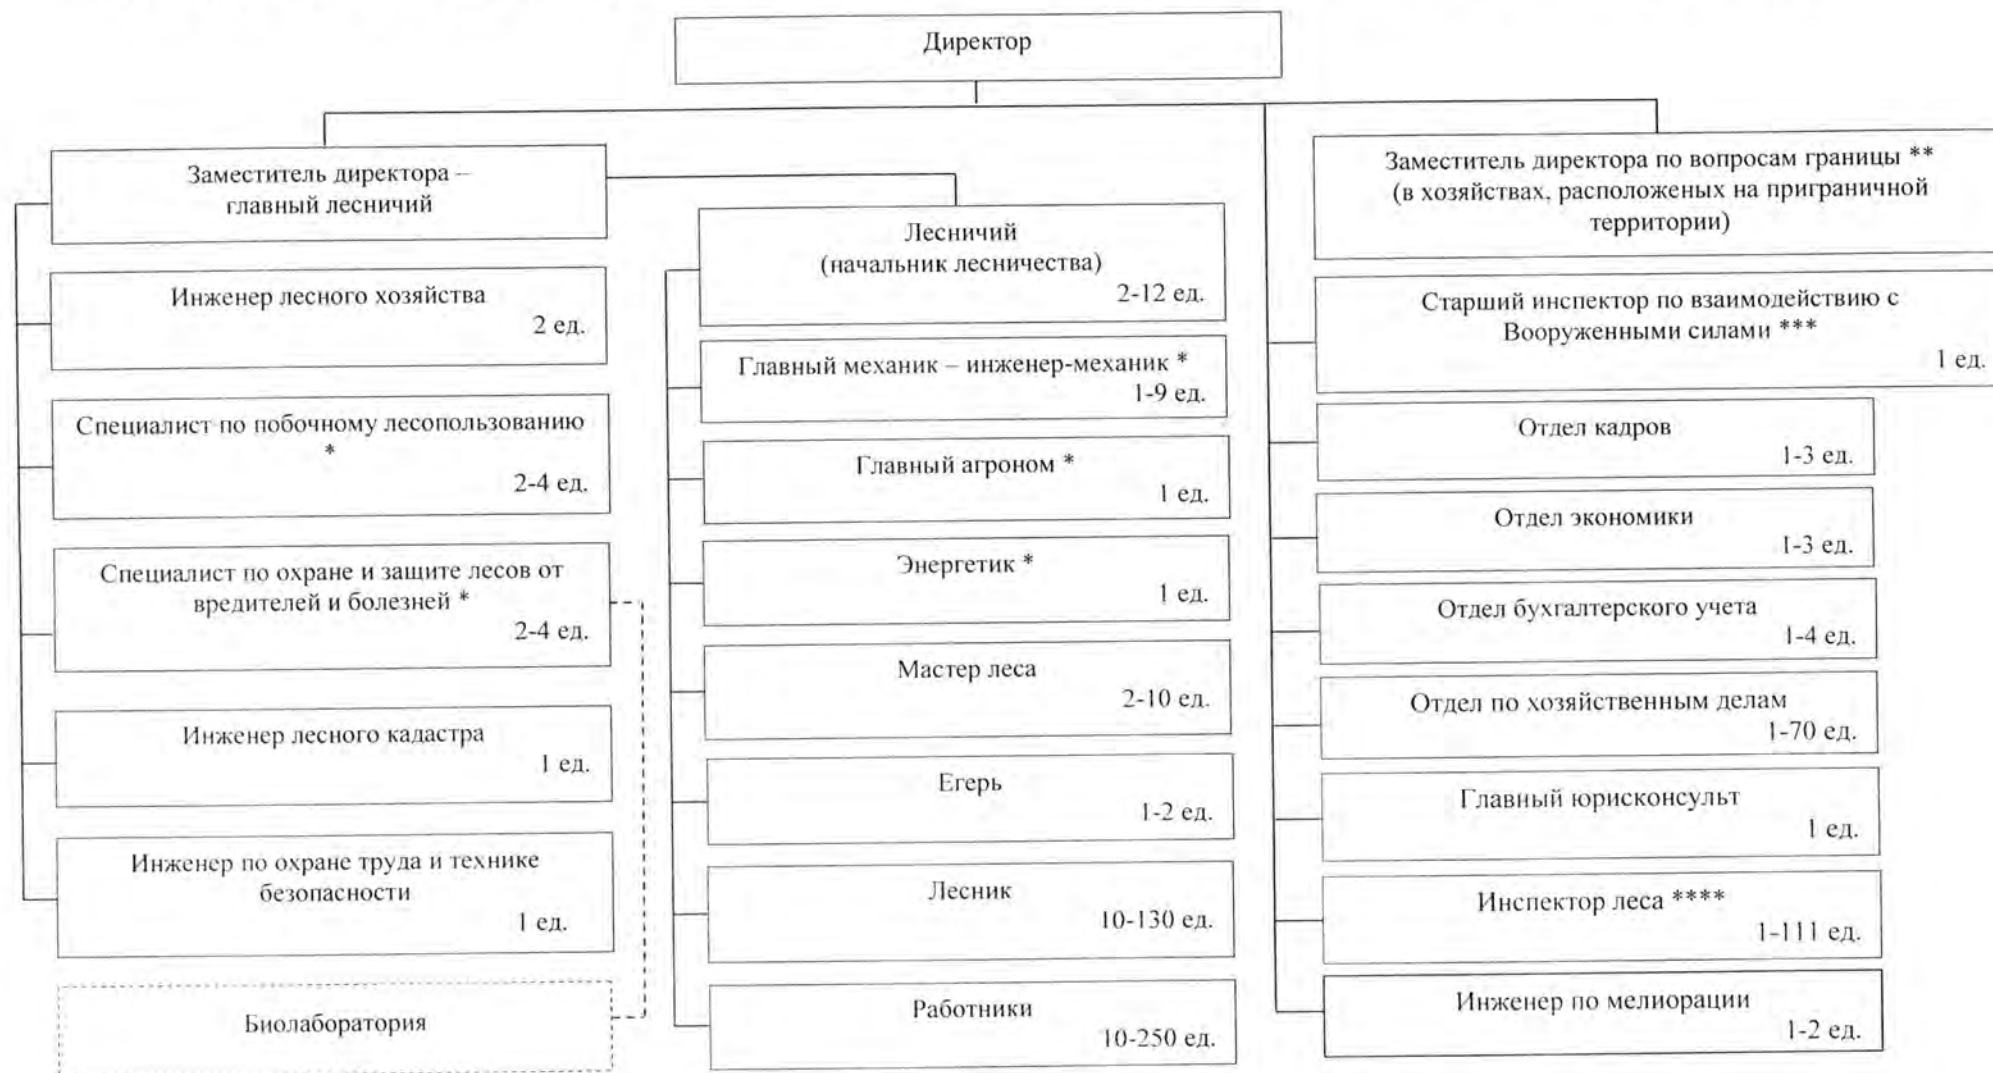 Директор
Заместитель директора –
главный лесничий
Инженер лесного хозяйства
2 ед.
Специалист по побочному лесопользованию
*
2-4 ед.
Специалист по охране и защите лесов от
вредителей и болезней *
2-4 ед.
Инженер лесного кадастра
1 ед.
Инженер по охране труда и технике
безопасности
1 ед.
Биолаборатория
Лесничий
(начальник лесничества)
2-12 ед.
Главный механик – инженер-механик *
1-9 ед.
Главный агроном *
1 ед.
Энергетик *
1 ед.
Мастер леса
2-10 ед.
Егерь
1-2 ед.
Лесник
10-130 ед.
Работники
10-250 ед.
Заместитель директора по вопросам границы **
(в хозяйствах, расположеных на приграничной
территории)
Старший инспектор по взаимодействию с
Вооруженными силами ***
1 ед.
Отдел кадров
1-3 ед.
Отдел экономики
1-3 ед.
Отдел бухгалтерского учета
1-4 ед.
Отдел по хозяйственным делам
1-70 ед.
Главный юрисконсульт
1 ед.
Инспектор леса ****
1-111 ед.
Инженер по мелиорации
1-2 ед.